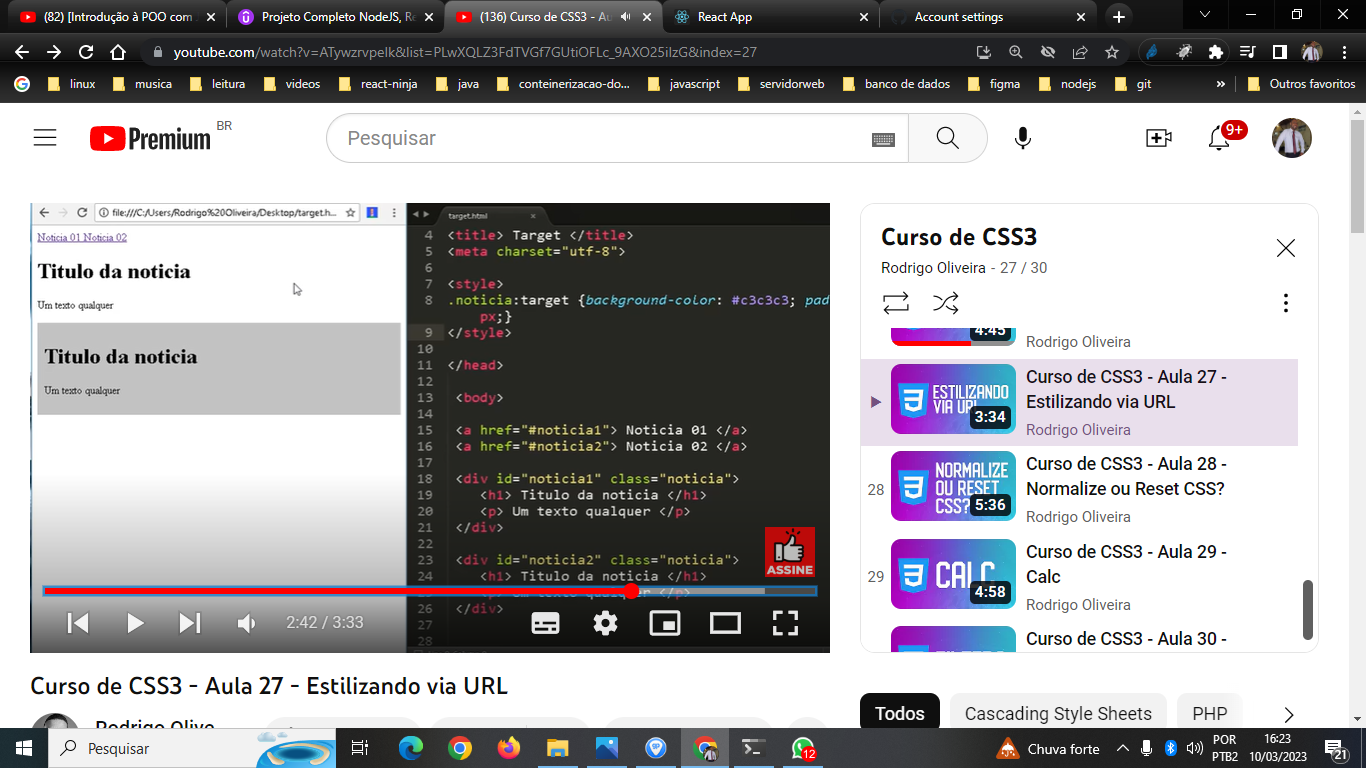 (82) [Introdução à POO com
Projeto Completo NodeJS, Re
(136) Curso de CSS3 - Au
React App
Account settings
youtube.com/watch?v=ATywzrvpeIk&list=PLwXQLZ3FdTVGf7GUtiOFLc_9AXO25iIzG&index=27
linux
musica
leitura
videos
react-ninja
java
conteinerizacao-do...
javascript
servidorweb
banco de dados
figma
nodejs
git
»
Outros favoritos
Premium BR
Pesquisar
9+
file:///C:/Users/Rodrigo%20Oliveira/Desktop/target.h...
Noticia 01 Noticia 02
Titulo da noticia
Um texto qualquer
Titulo da noticia
Um texto qualquer
target.html
4 <title> Target </title>
5 <meta charset="utf-8">
6
7 <style>
8 .noticia:target {background-color: #c3c3c3; pad
px;}
9 </style>
10
11 </head>
12
13 <body>
14
15 <a href="#noticia1"> Noticia 01 </a>
16 <a href="#noticia2"> Noticia 02 </a>
17
18 <div id="noticia1" class="noticia">
19 <h1> Titulo da noticia </h1>
20 <p> Um texto qualquer </p>
21 </div>
22
23 <div id="noticia2" class="noticia">
24 <h1> Titulo da noticia </h1>
25 <p> Um texto qualquer </p>
26 </div>
27
28
ASSINE
2:42 / 3:33
Curso de CSS3 - Aula 27 - Estilizando via URL
Rodrigo Olive
Curso de CSS3
Rodrigo Oliveira - 27 / 30
4:45
Rodrigo Oliveira
ESTILIZANDO
VIA URL
3:34
Curso de CSS3 - Aula 27 -
Estilizando via URL
Rodrigo Oliveira
28
NORMALIZE
OU RESET
CSS?
5:36
Curso de CSS3 - Aula 28 -
Normalize ou Reset CSS?
Rodrigo Oliveira
29
CALC
4:58
Curso de CSS3 - Aula 29 -
Calc
Rodrigo Oliveira
Curso de CSS3 - Aula 30 -
Todos
Cascading Style Sheets
PHP
Pesquisar
12
Chuva forte
POR
PTB2
16:23
10/03/2023
21